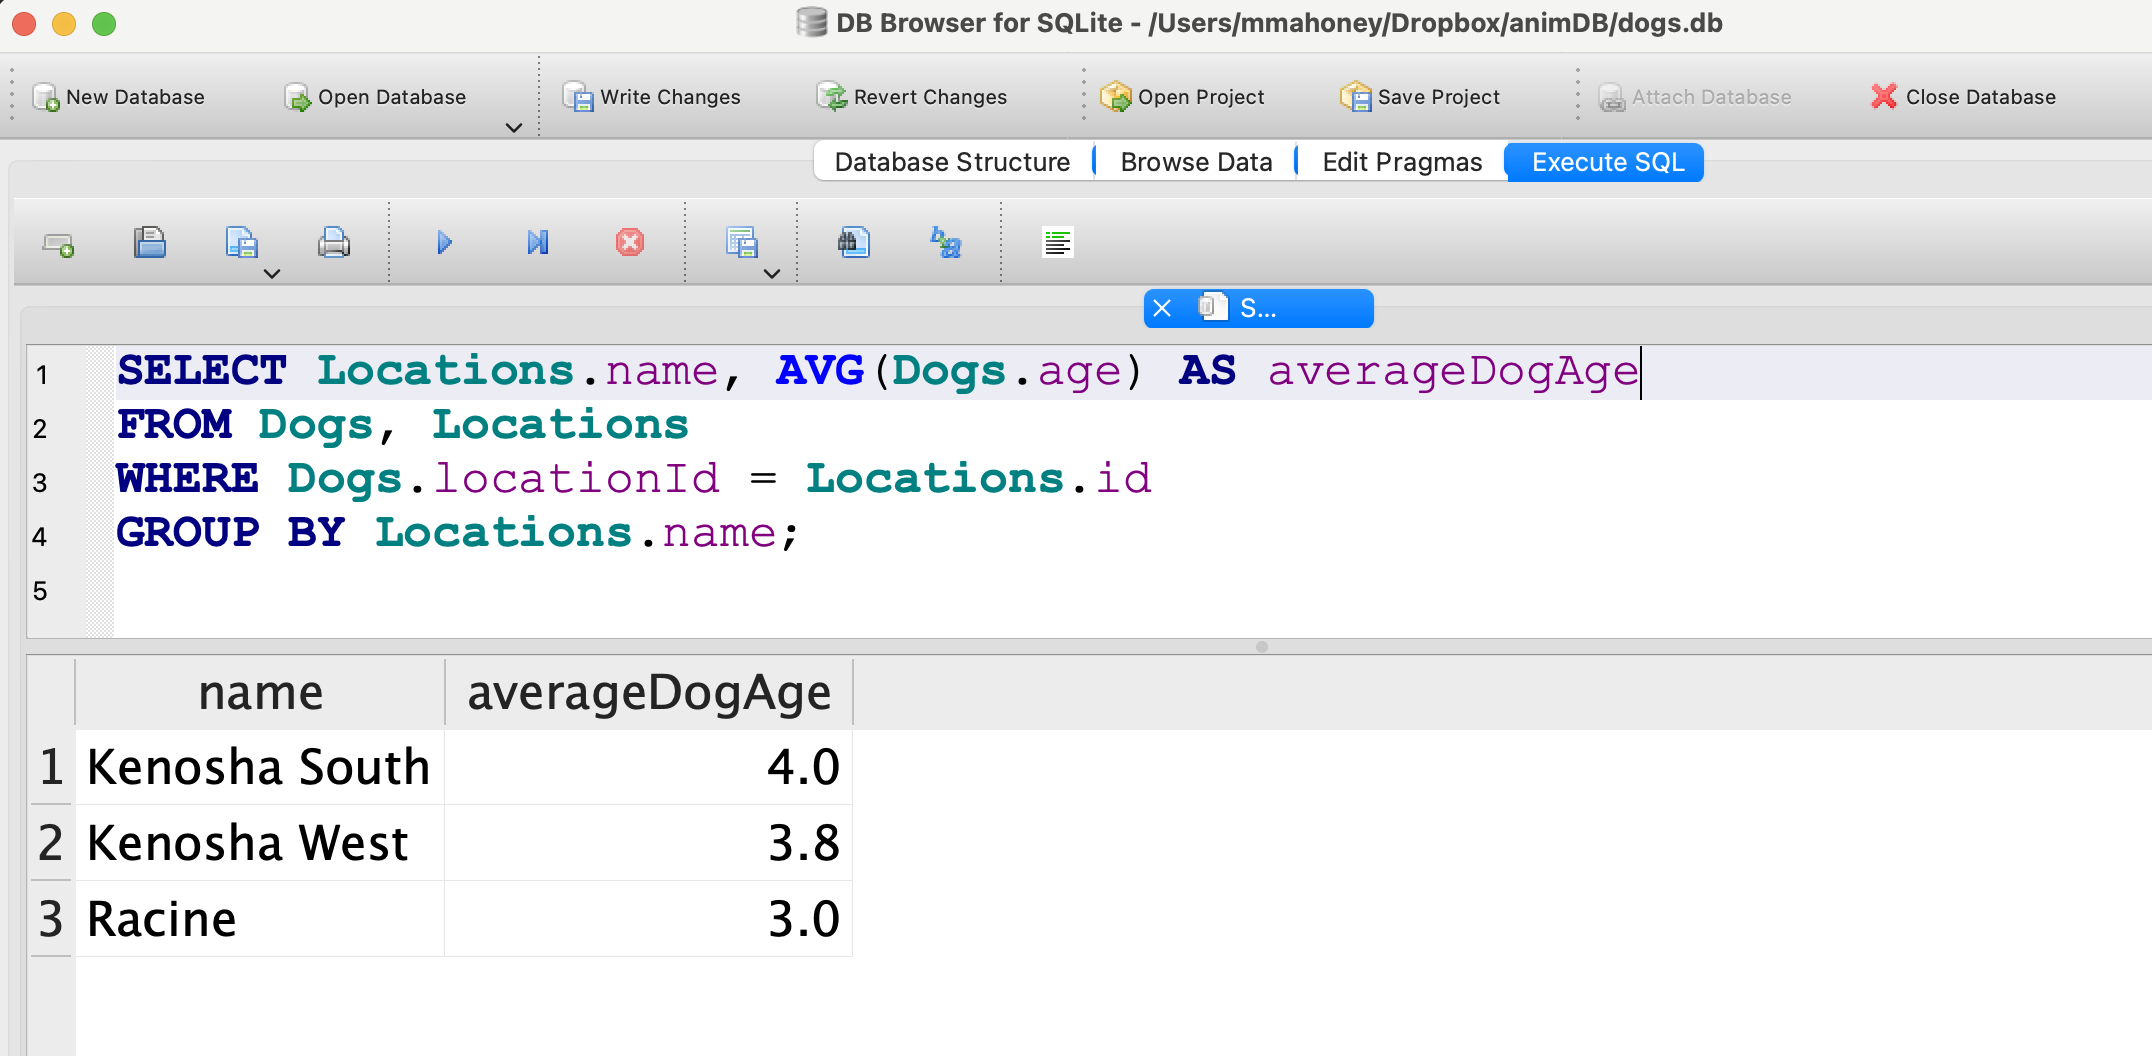 DB Browser for SQLite - /Users/mmahoney/Dropbox/animDB/dogs.db
New Database Open Database Write Changes Revert Changes Open Project Save Project Attach Database Close Database
Database Structure Browse Data Edit Pragmas Execute SQL
S...
1 SELECT Locations.name, AVG(Dogs.age) AS averageDogAge
2 FROM Dogs, Locations
3 WHERE Dogs.locationId = Locations.id
4 GROUP BY Locations.name;
5
name averageDogAge
1 Kenosha South 4.0
2 Kenosha West 3.8
3 Racine 3.0